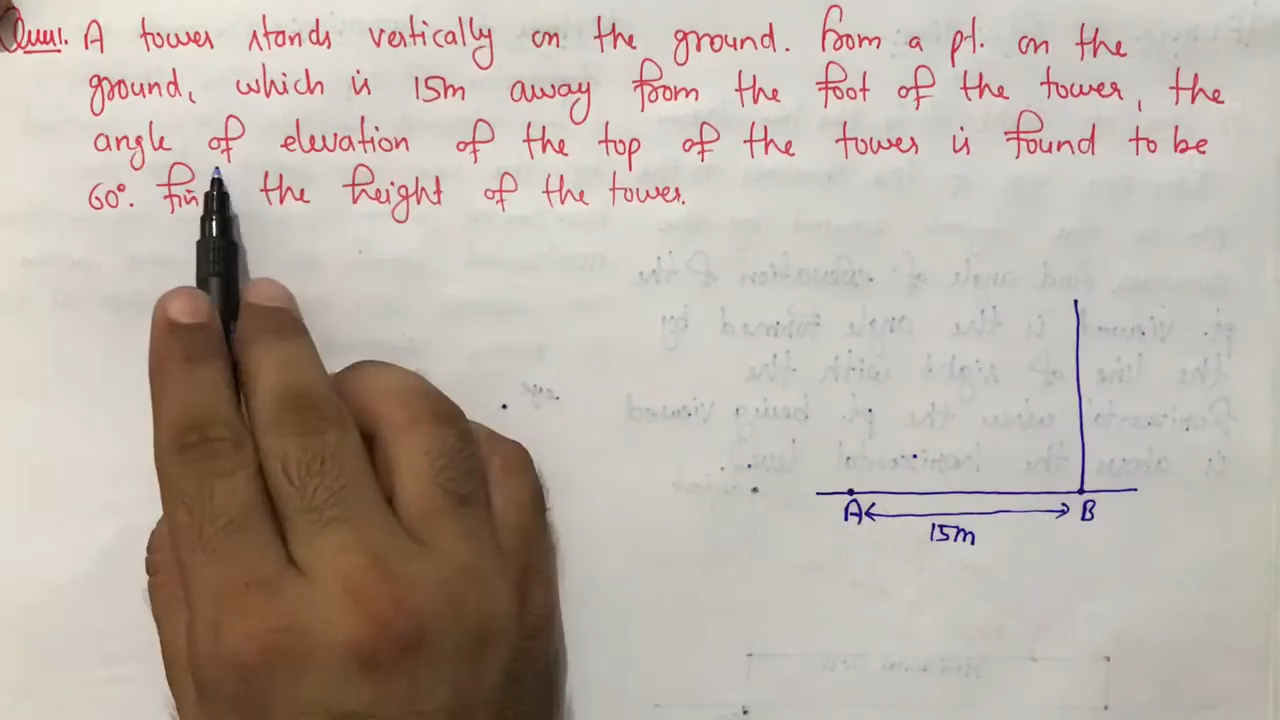 Ques1. A tower stands vertically on the ground. From a pt. on the
ground, which is 15m away from the foot of the tower, the
angle of elevation of the top of the tower is found to be
60°. Fin the height of the tower.
A
B
15m